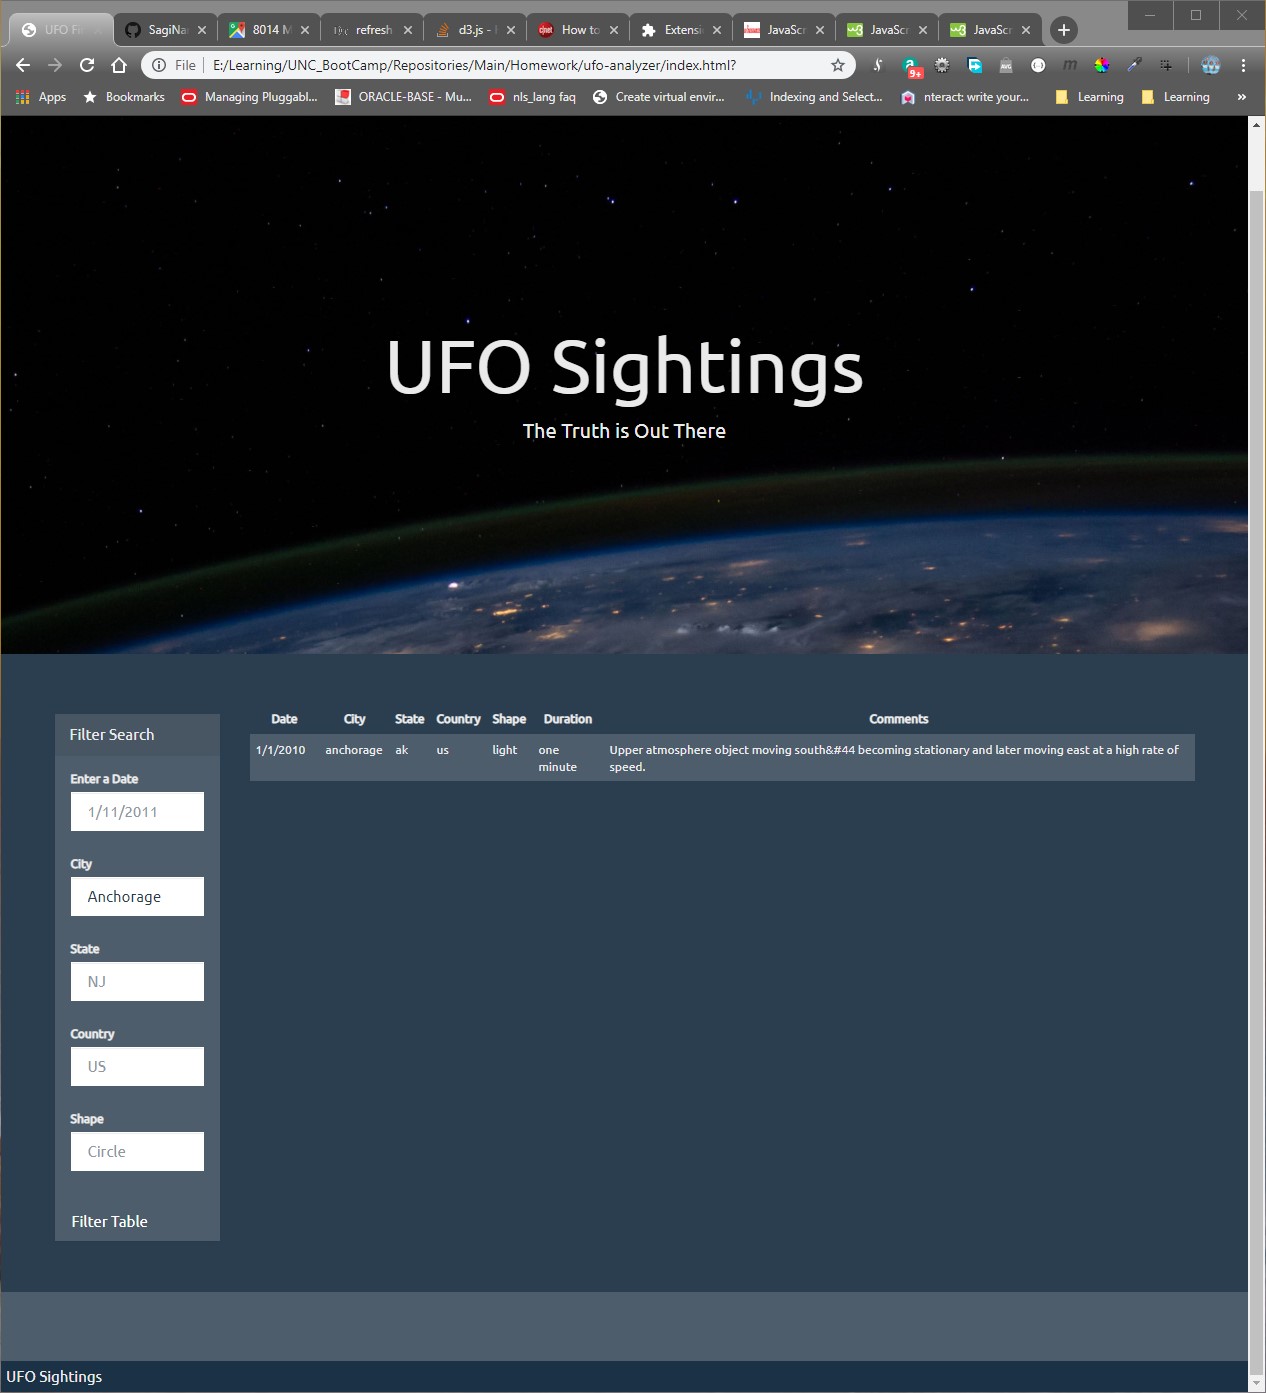 UFO Fi
SagiNa
8014 M
refresh
d3.js -
How to
Extensi
JavaScr
JavaScr
JavaScr
File
E:/Learning/UNC_BootCamp/Repositories/Main/Homework/ufo-analyzer/index.html?
9+
Apps
Bookmarks
Managing Pluggabl...
ORACLE-BASE - Mu...
nls_lang faq
Create virtual envir...
Indexing and Select...
nteract: write your...
Learning
Learning
»
UFO Sightings
The Truth is Out There
Filter Search
Enter a Date
1/11/2011
City
Anchorage
State
NJ
Country
US
Shape
Circle
Filter Table
Date City State Country Shape Duration Comments
1/1/2010 anchorage ak us light one minute Upper atmosphere object moving south&#44 becoming stationary and later moving east at a high rate of
speed.
UFO Sightings